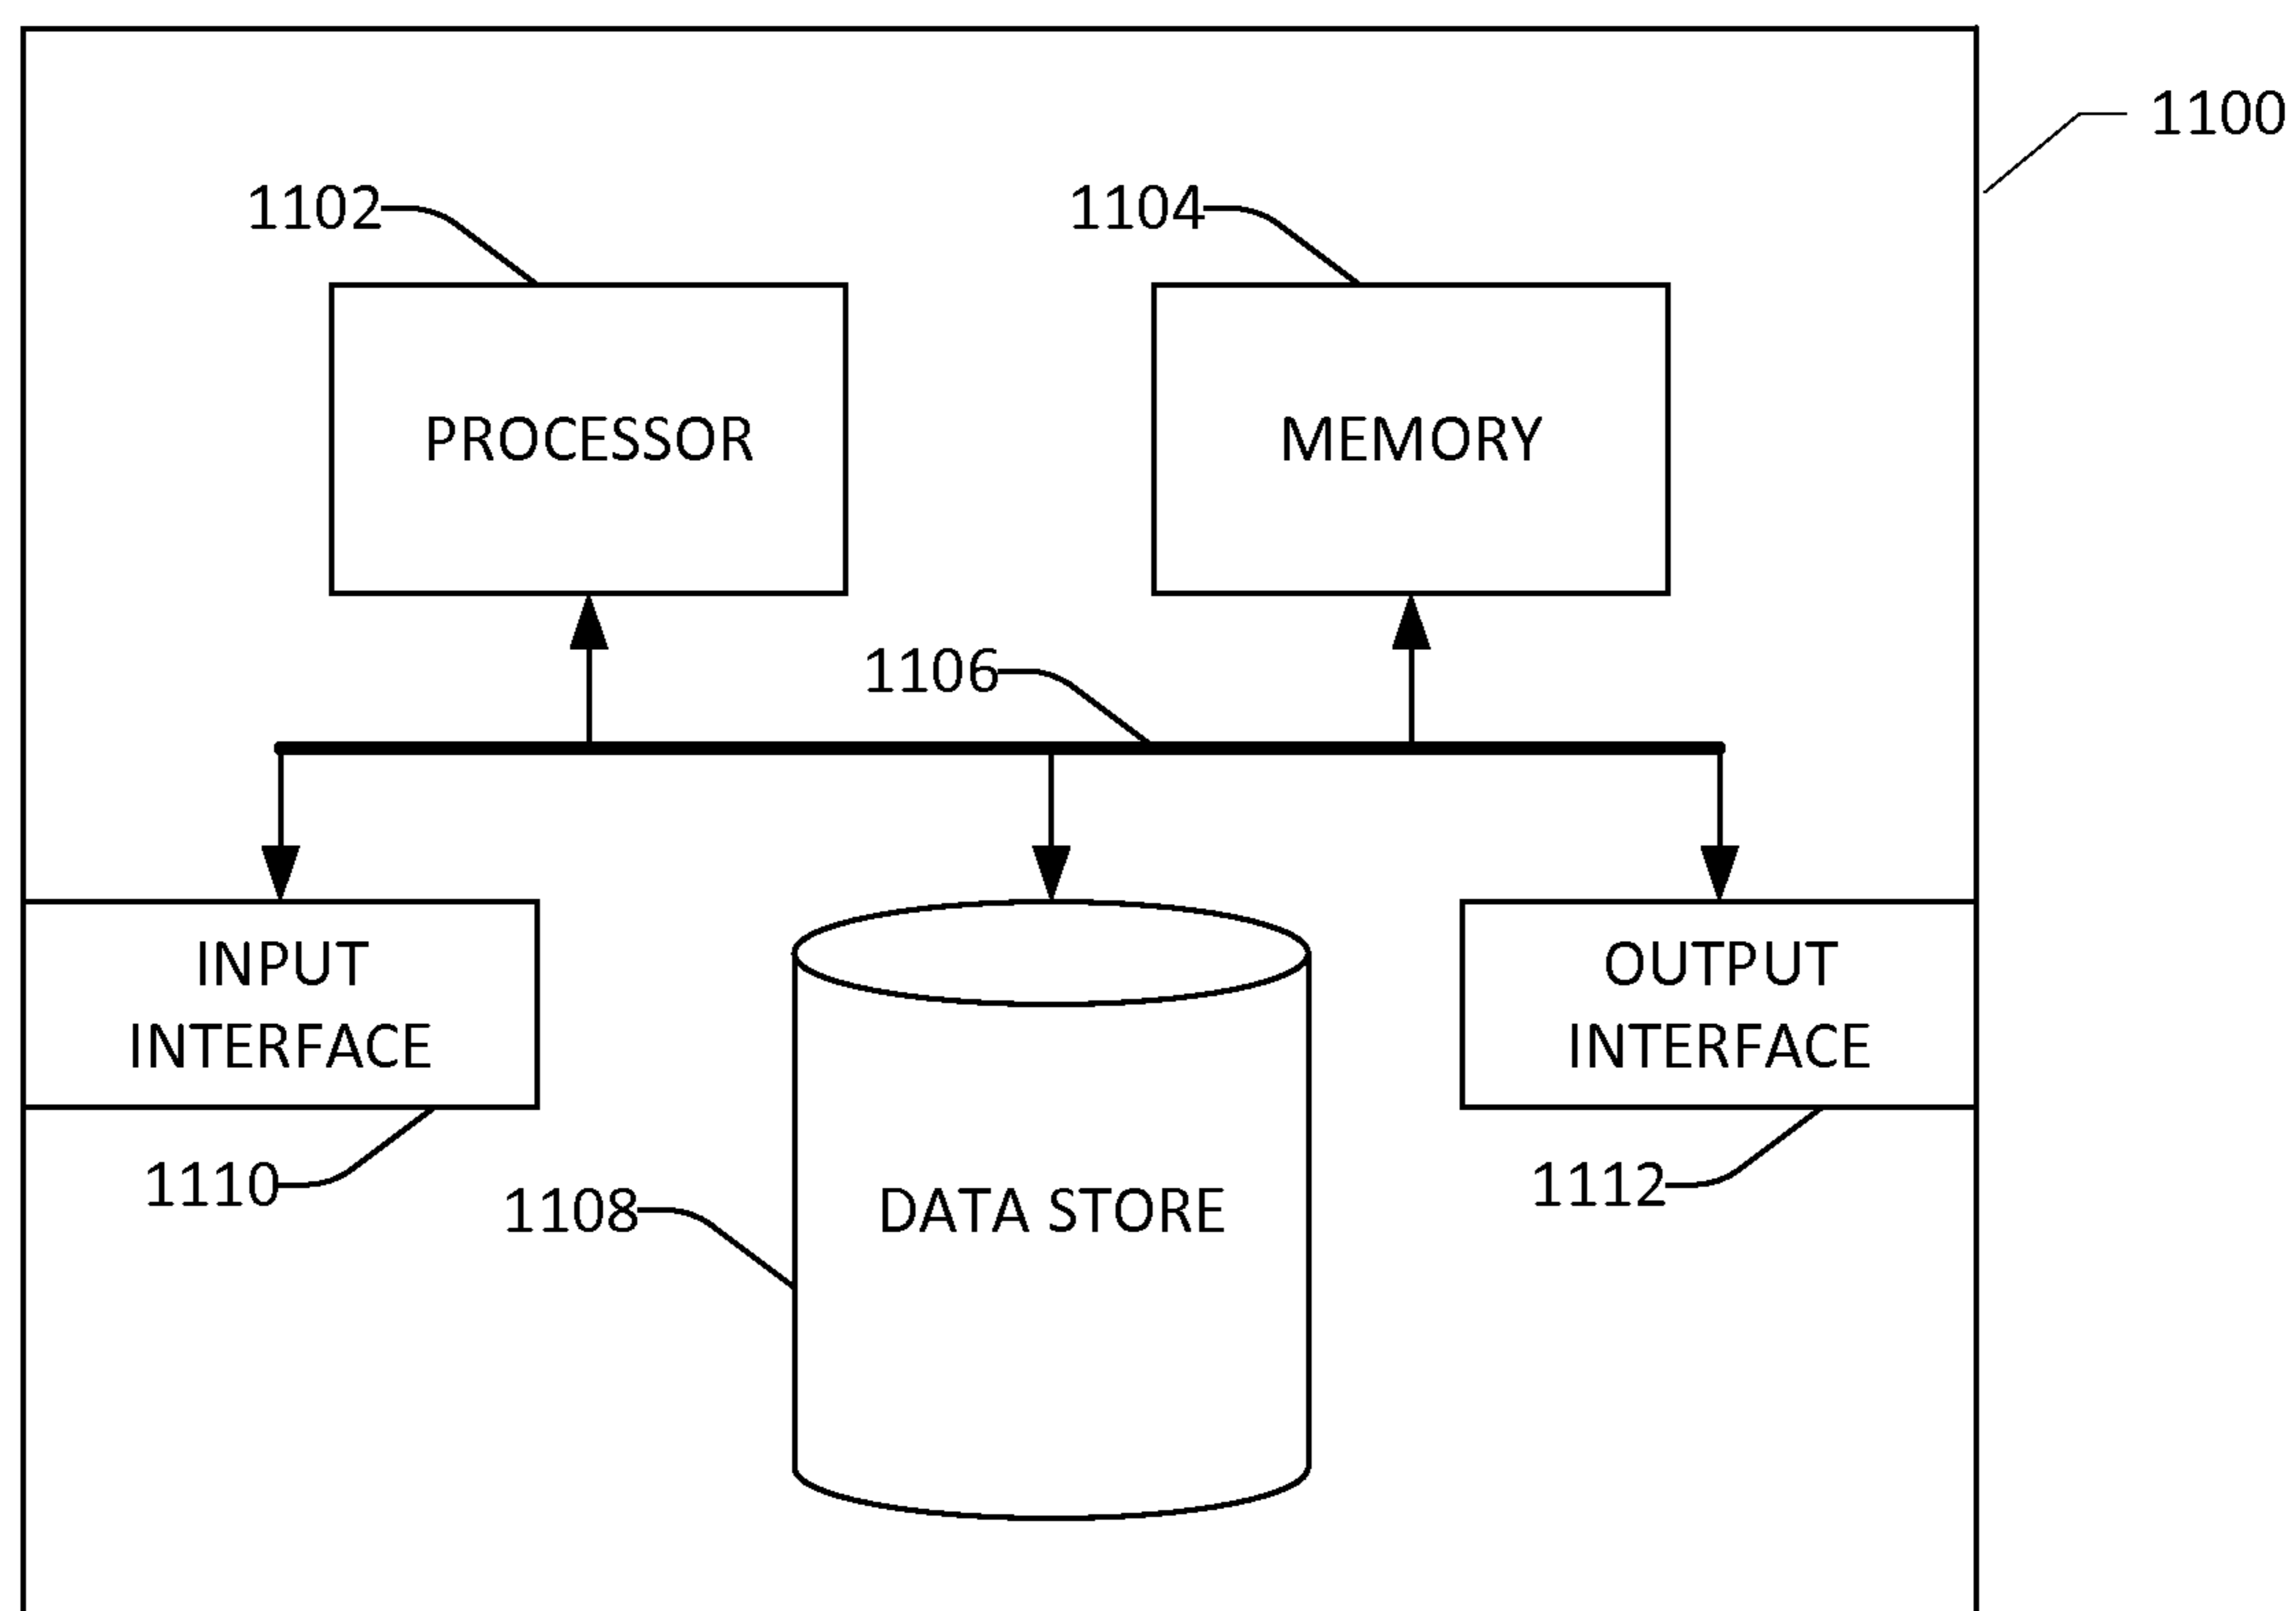 1100
1102
1104
PROCESSOR
MEMORY
1106
INPUT
INTERFACE
OUTPUT
INTERFACE
1110
1108
DATA STORE
1112